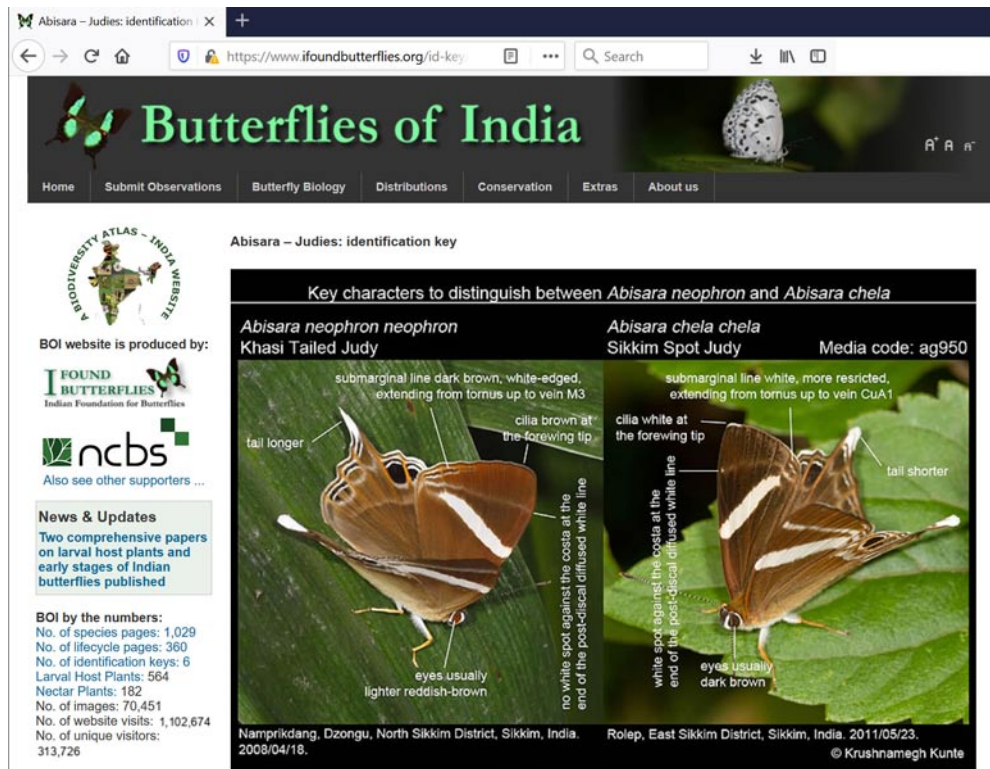 Abisara – Judies: identification
https://www.ifoundbutterflies.org/id-key
Search
Butterflies of India
A+ A A-
Home Submit Observations Butterfly Biology Distributions Conservation Extras About us
A BIODIVERSITY ATLAS – INDIA WEBSITE
BOI website is produced by:
I FOUND
BUTTERFLIES
Indian Foundation for Butterflies
ncbs
Also see other supporters ...
News & Updates
Two comprehensive papers
on larval host plants and
early stages of Indian
butterflies published
BOI by the numbers:
No. of species pages: 1,029
No. of lifecycle pages: 360
No. of identification keys: 6
Larval Host Plants: 564
Nectar Plants: 182
No. of images: 70,451
No. of website visits: 1,102,674
No. of unique visitors:
313,726
Abisara – Judies: identification key
Key characters to distinguish between Abisara neophron and Abisara chela
Abisara neophron neophron
Khasi Tailed Judy
submarginal line dark brown, white-edged,
extending from tornus up to vein M3
tail longer
cilia brown at
the forewing tip
no white spot against the costa at the
end of the post-discal diffused white line
eyes usually
lighter reddish-brown
Namprikdang, Dzongu, North Sikkim District, Sikkim, India.
2008/04/18.
Abisara chela chela
Sikkim Spot Judy
Media code: ag950
submarginal line white, more resricted,
extending from tornus up to vein CuA1
cilia white at
the forewing tip
tail shorter
white spot against the costa at the
end of the post-discal diffused white line
eyes usually
dark brown
Rolep, East Sikkim District, Sikkim, India. 2011/05/23.
© Krushnamegh Kunte